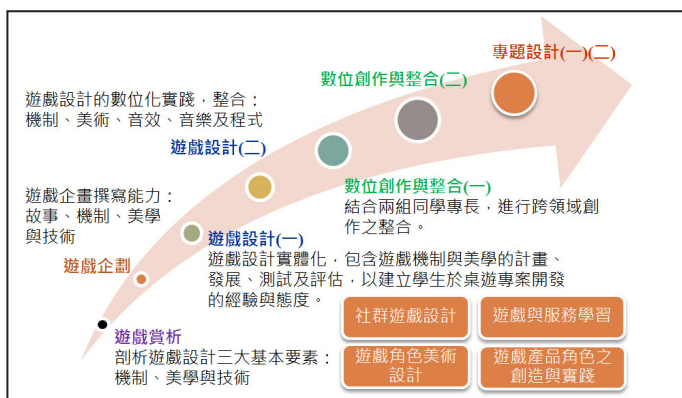 專題設計(一)(二)
數位創作與整合(二)
遊戲設計的數位化實踐，整合：
機制、美術、音效、音樂及程式
遊戲設計(二)
數位創作與整合(一)
結合兩組同學專長，進行跨領域創
作之整合。
遊戲企畫撰寫能力：
故事、機制、美學
與技術
遊戲設計(一)
遊戲設計實體化，包含遊戲機制與美學的計畫、
發展、測試及評估，以建立學生於桌遊專案開發
的經驗與態度。
遊戲企劃
遊戲賞析
剖析遊戲設計三大基本要素：
機制、美學與技術
社群遊戲設計
遊戲與服務學習
遊戲角色美術
設計
遊戲產品角色之
創造與實踐